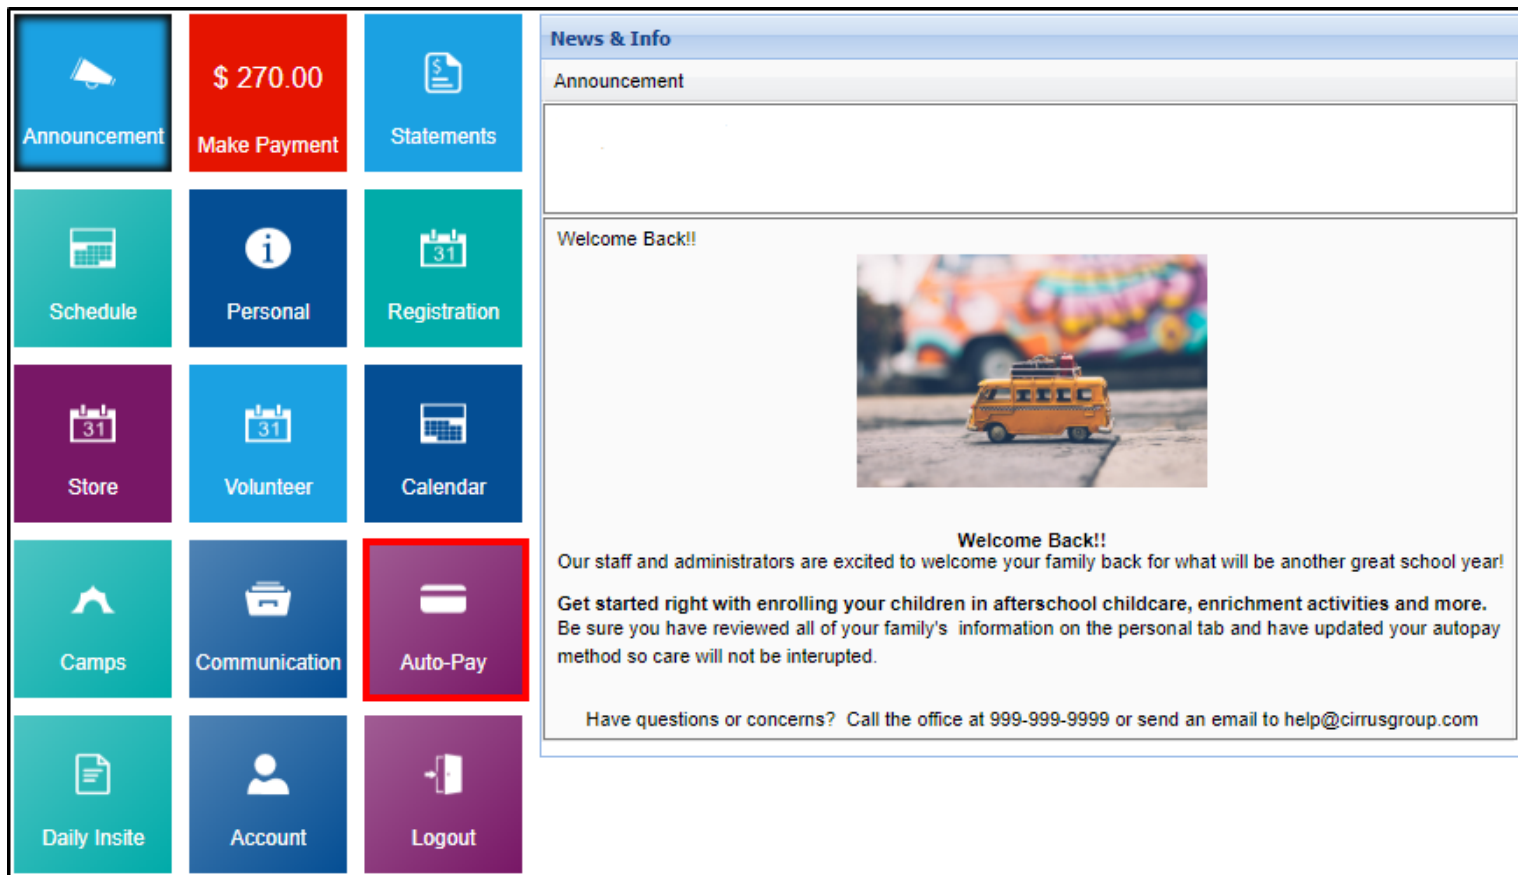 Announcement
$ 270.00
Make Payment
$
Statements
Schedule
i
Personal
31
Registration
31
Store
31
Volunteer
Calendar
Camps
Communication
Auto-Pay
Daily Insite
Account
Logout
News & Info
Announcement
Welcome Back!!
Welcome Back!!
Our staff and administrators are excited to welcome your family back for what will be another great school year!
Get started right with enrolling your children in afterschool childcare, enrichment activities and more.
Be sure you have reviewed all of your family's  information on the personal tab and have updated your autopay
method so care will not be interupted.
Have questions or concerns?  Call the office at 999-999-9999 or send an email to help@cirrusgroup.com